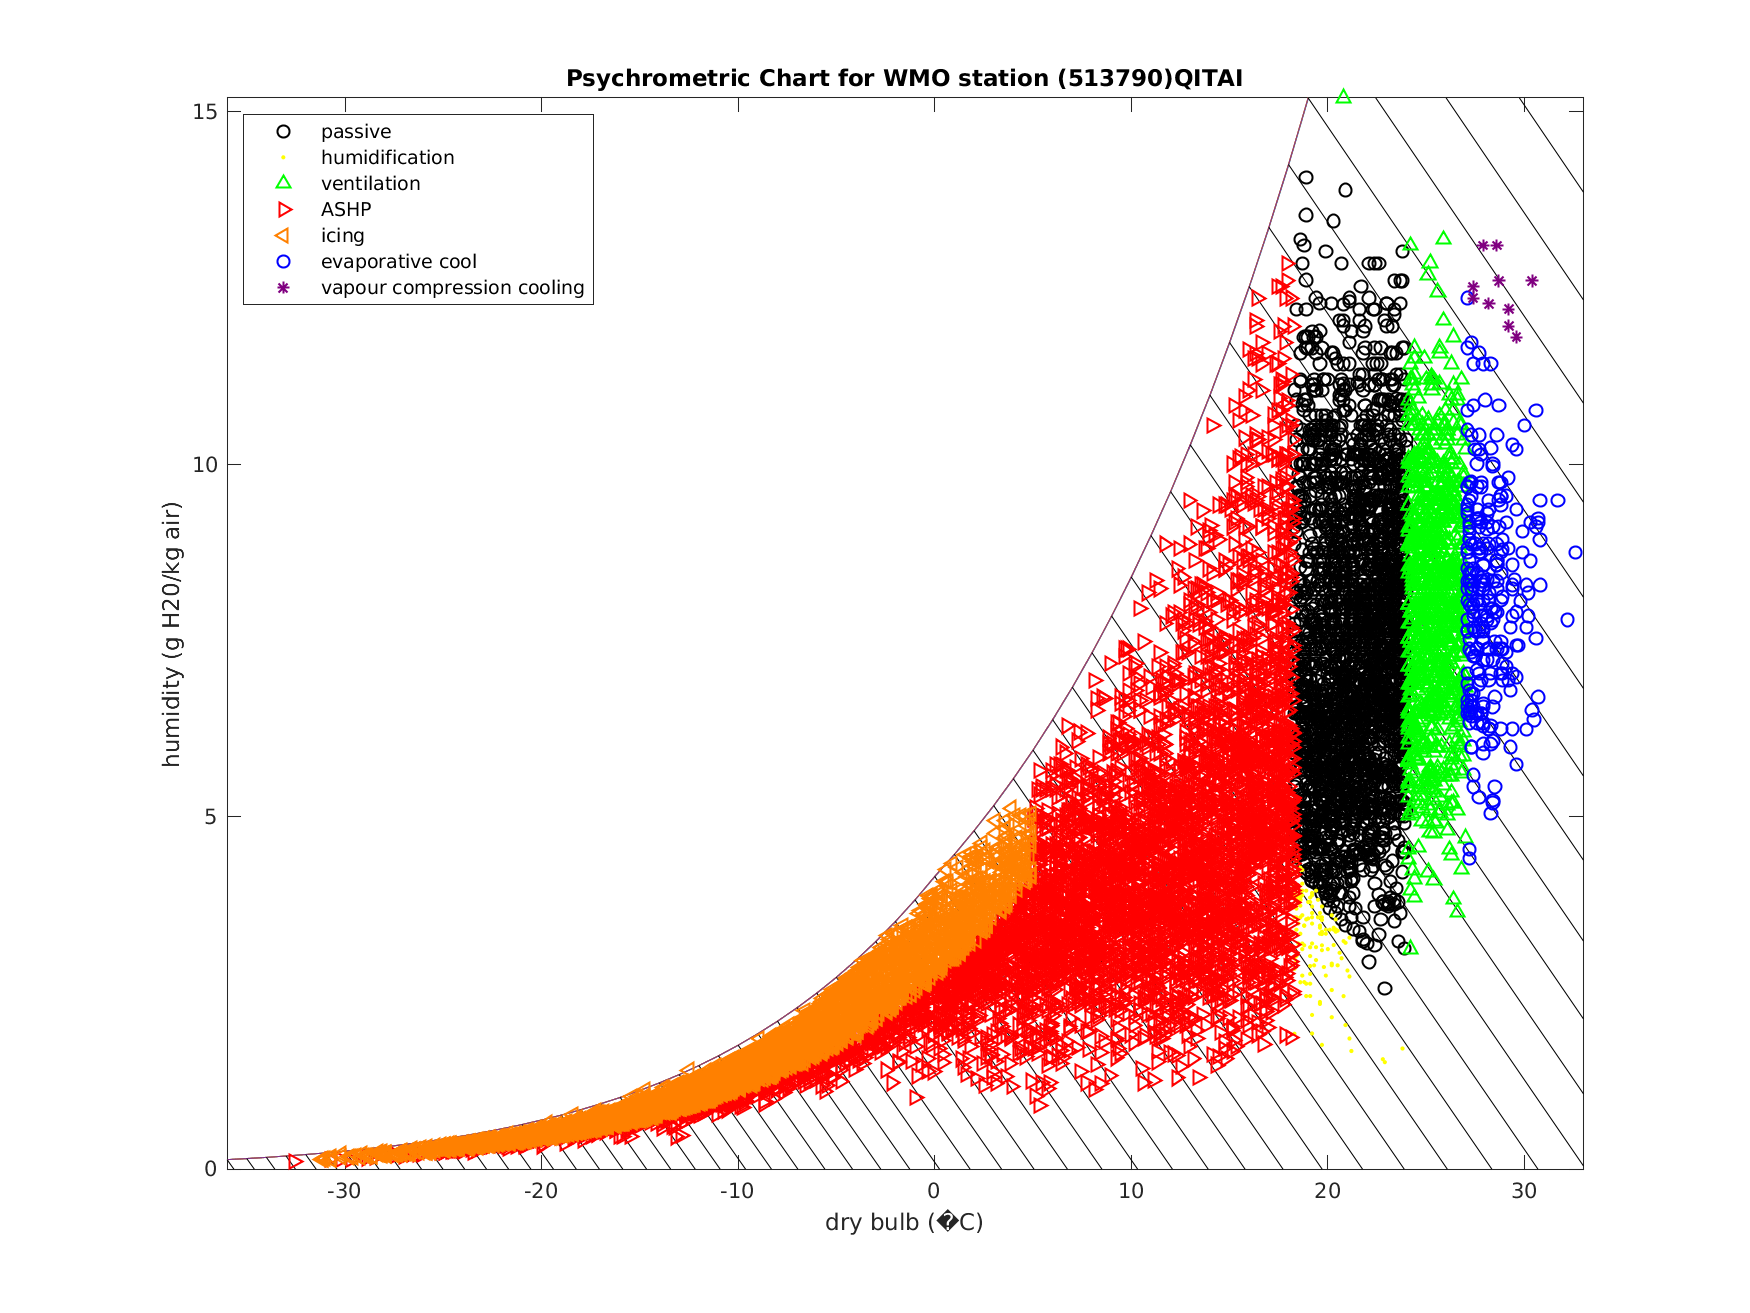 Psychrometric Chart for WMO station (513790)QITAI
passive
humidification
ventilation
ASHP
icing
evaporative cool
vapour compression cooling
humidity (g H20/kg air)
15
10
5
0
-30
-20
-10
0
10
20
30
dry bulb (�C)